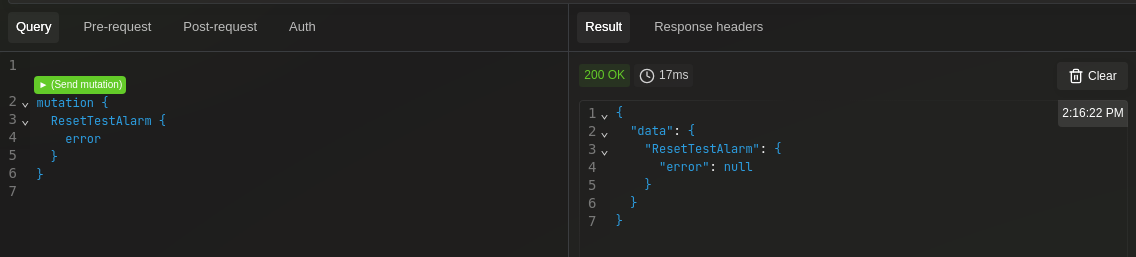 Query Pre-request Post-request Auth
1
▶ (Send mutation)
2 mutation {
3   ResetTestAlarm {
4     error
5   }
6 }
7
Result Response headers
200 OK 17ms Clear
2:16:22 PM
1 {
2   "data": {
3     "ResetTestAlarm": {
4       "error": null
5     }
6   }
7 }